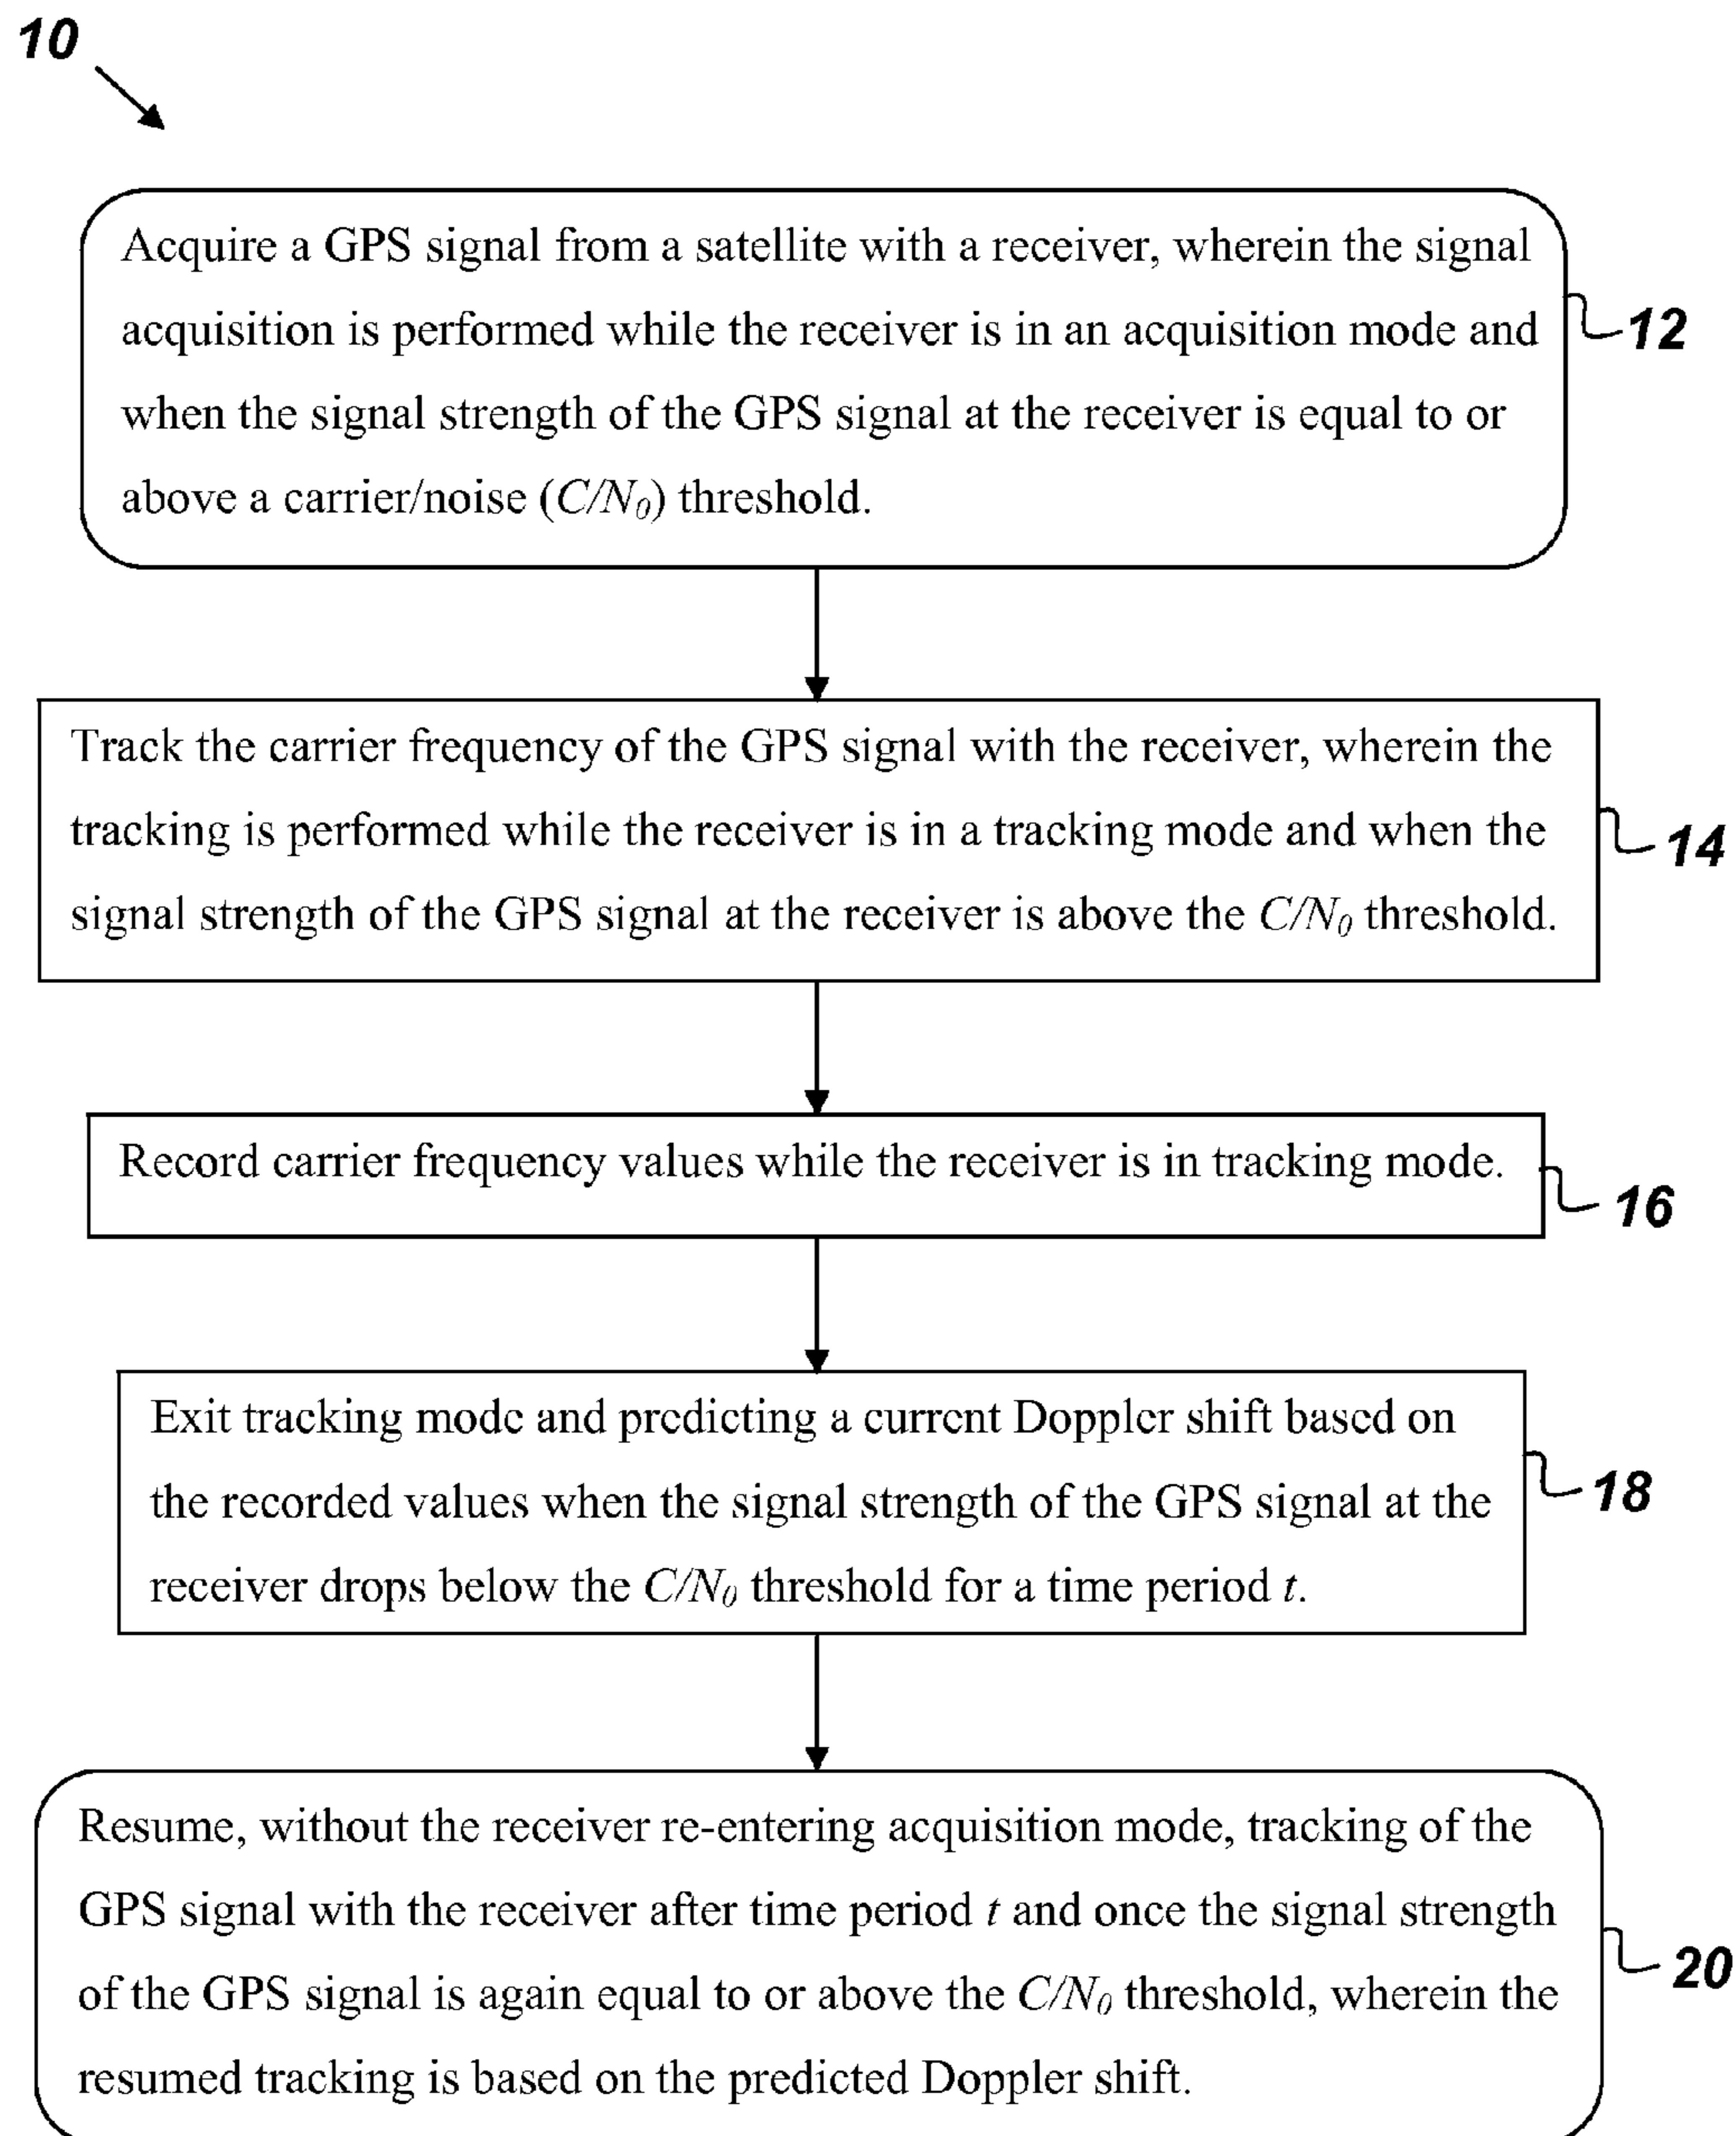 10
Acquire a GPS signal from a satellite with a receiver, wherein the signal
acquisition is performed while the receiver is in an acquisition mode and
when the signal strength of the GPS signal at the receiver is equal to or
above a carrier/noise (C/N0) threshold.
12
Track the carrier frequency of the GPS signal with the receiver, wherein the
tracking is performed while the receiver is in a tracking mode and when the
signal strength of the GPS signal at the receiver is above the C/N0 threshold.
14
Record carrier frequency values while the receiver is in tracking mode.
16
Exit tracking mode and predicting a current Doppler shift based on
the recorded values when the signal strength of the GPS signal at the
receiver drops below the C/N0 threshold for a time period t.
18
Resume, without the receiver re-entering acquisition mode, tracking of the
GPS signal with the receiver after time period t and once the signal strength
of the GPS signal is again equal to or above the C/N0 threshold, wherein the
resumed tracking is based on the predicted Doppler shift.
20